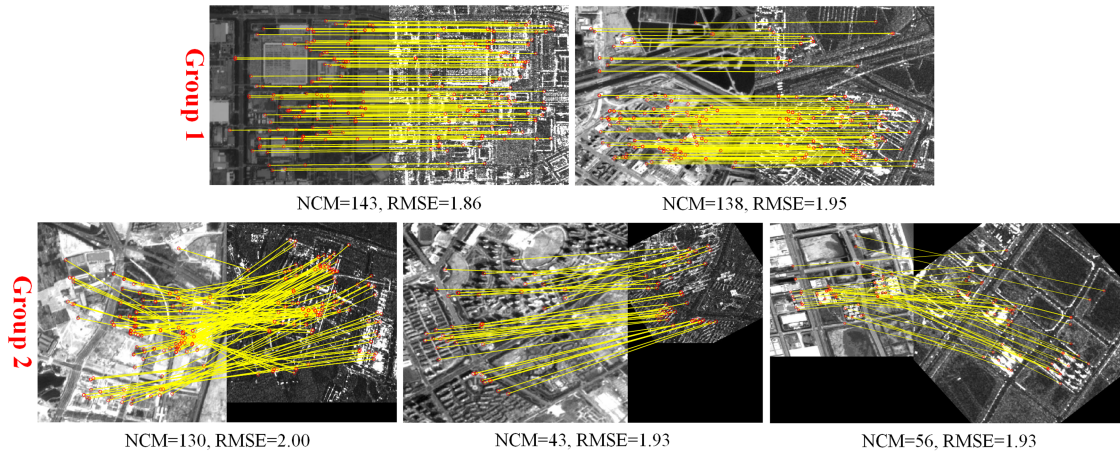 Group 1
NCM=143, RMSE=1.86
NCM=138, RMSE=1.95
Group 2
NCM=130, RMSE=2.00
NCM=43, RMSE=1.93
NCM=56, RMSE=1.93